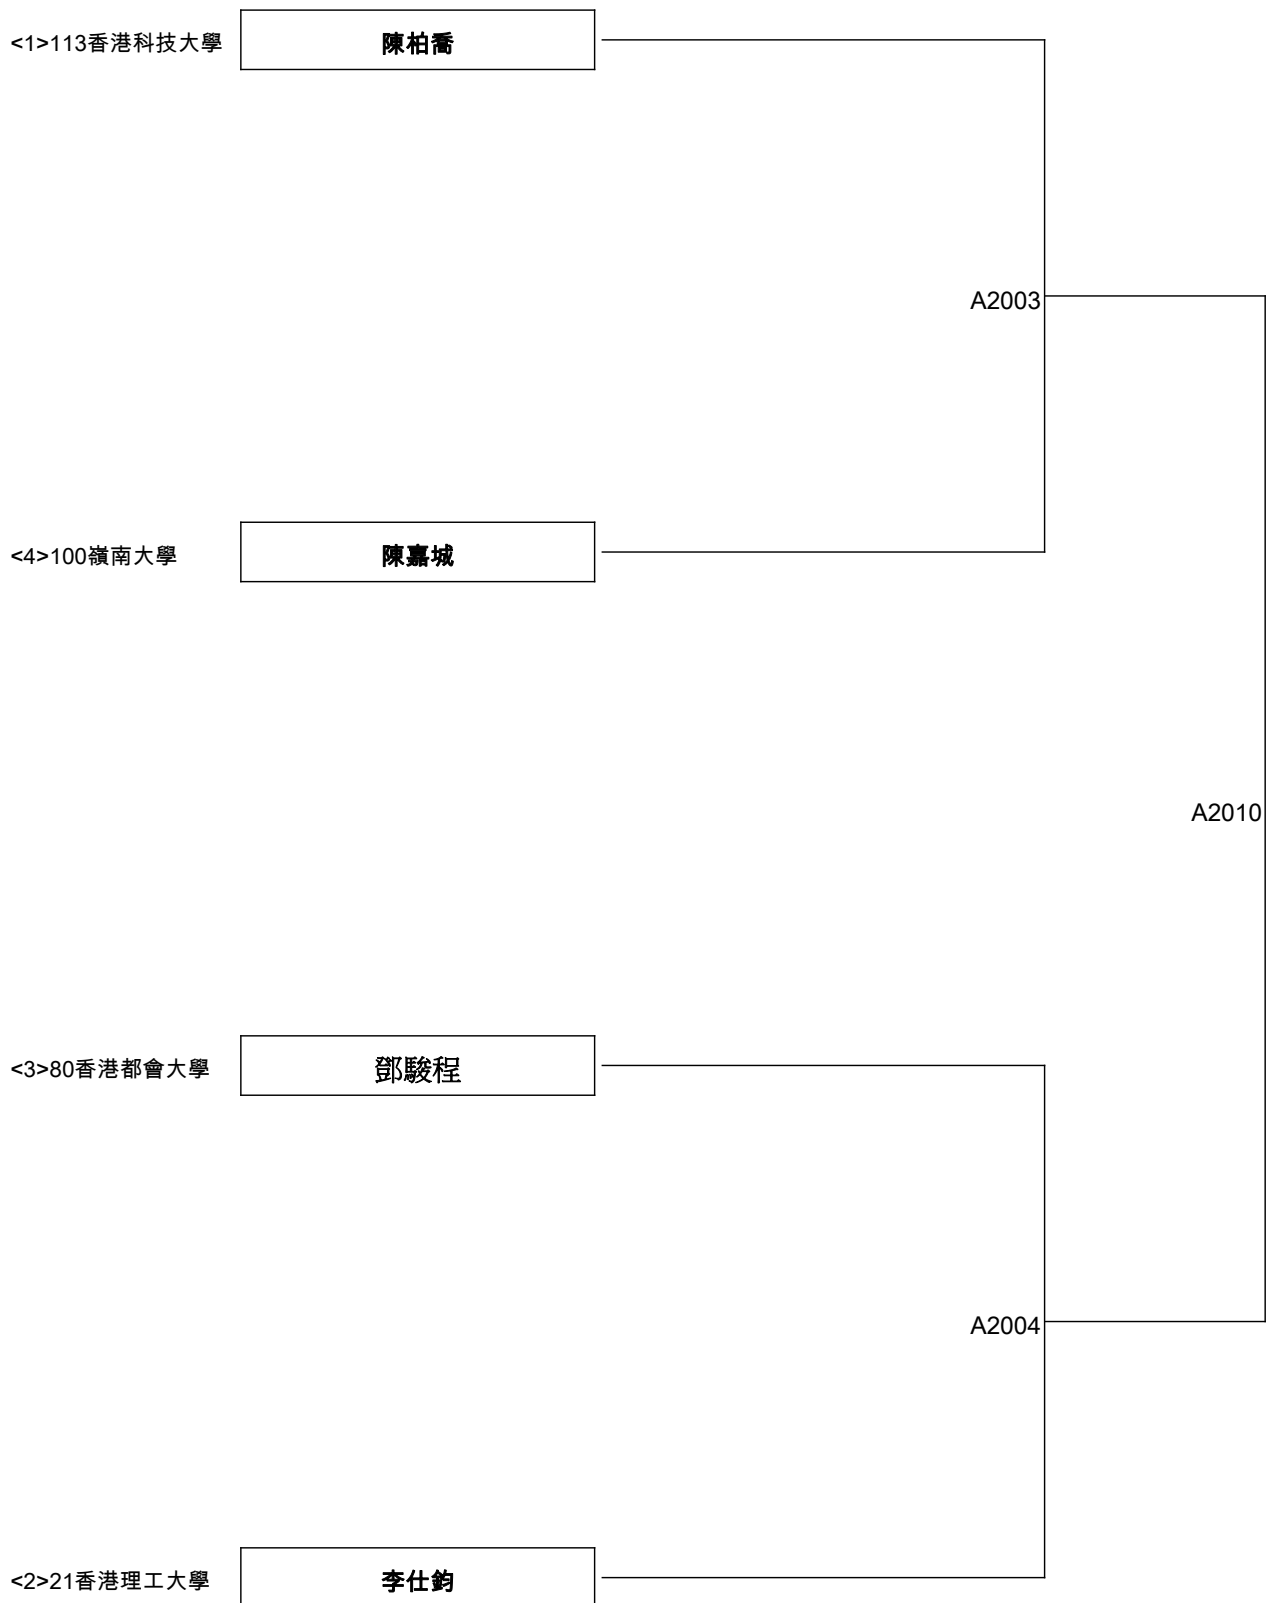 <1>113香港科技大學 陳柏喬
A2003
<4>100嶺南大學 陳嘉城
A2010
<3>80香港都會大學 鄧駿程
A2004
<2>21香港理工大學 李仕鈞